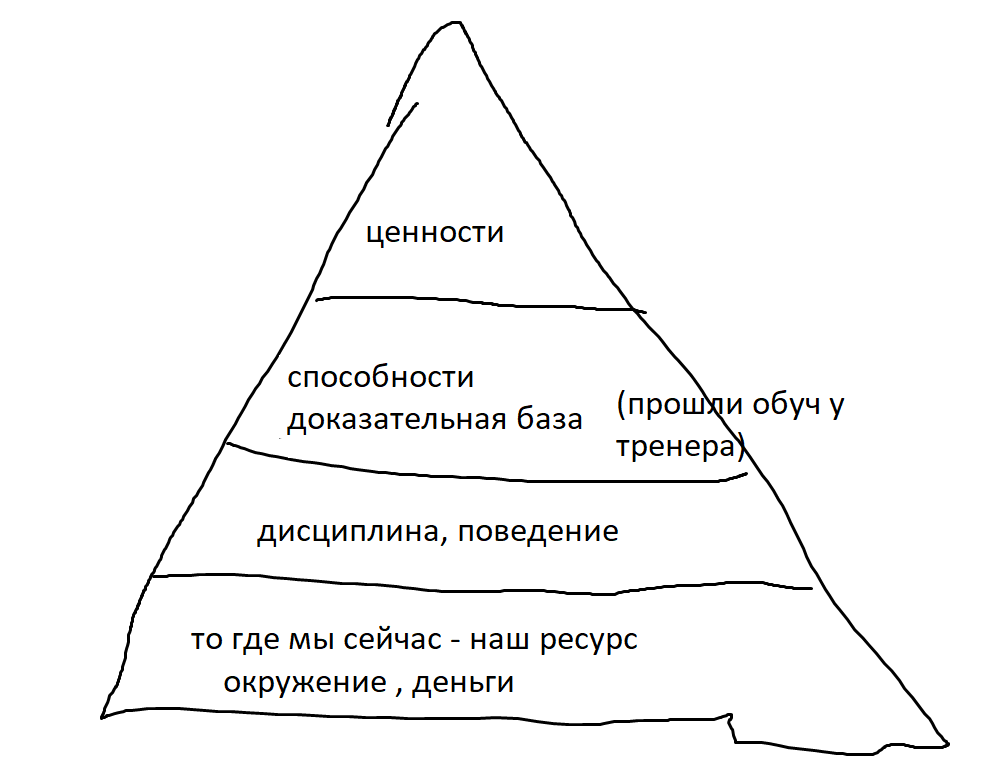 ценности
способности
доказательная база
(прошли обуч у
тренера)
дисциплина, поведение
то где мы сейчас - наш ресурс
окружение , деньги